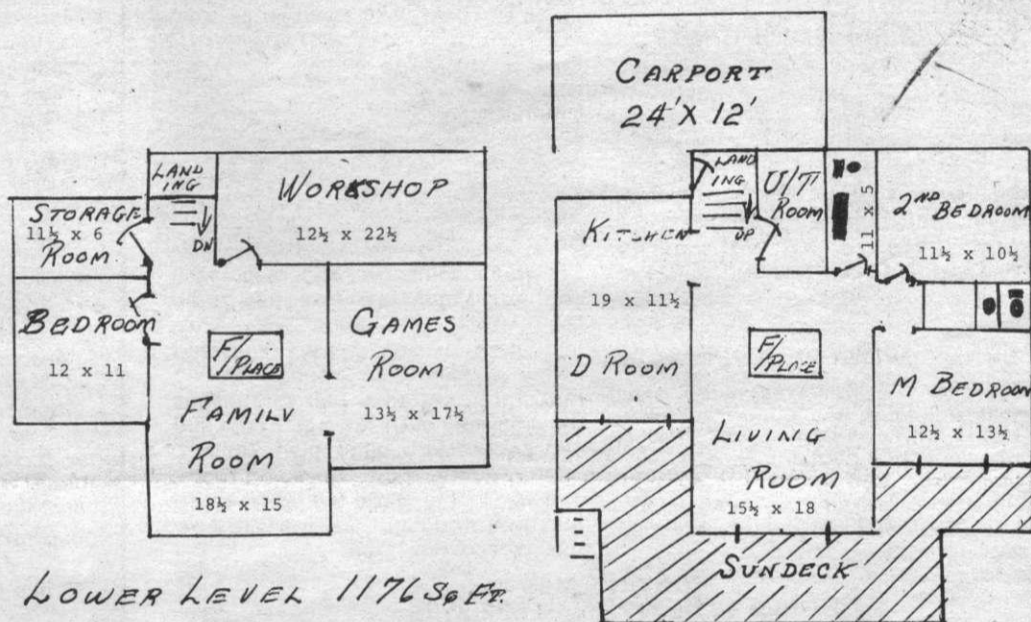 LAND
ING
WORKSHOP
12½ x 22½
STORAGE
11½ x 6
ROOM
DN
BEDROOM
12 x 11
F/
PLACE
GAMES
ROOM
13½ x 17½
FAMILY
ROOM
18½ x 15
LOWER LEVEL 1176 SQ FT.
CARPORT
24' X 12'
LAND
ING
U/T
ROOM
11 x 5
2ND BEDROOM
11½ x 10½
KITCHEN
UP
19 x 11½
D ROOM
F/
PLACE
M BEDROOM
12½ x 13½
LIVING
ROOM
15½ x 18
SUNDECK